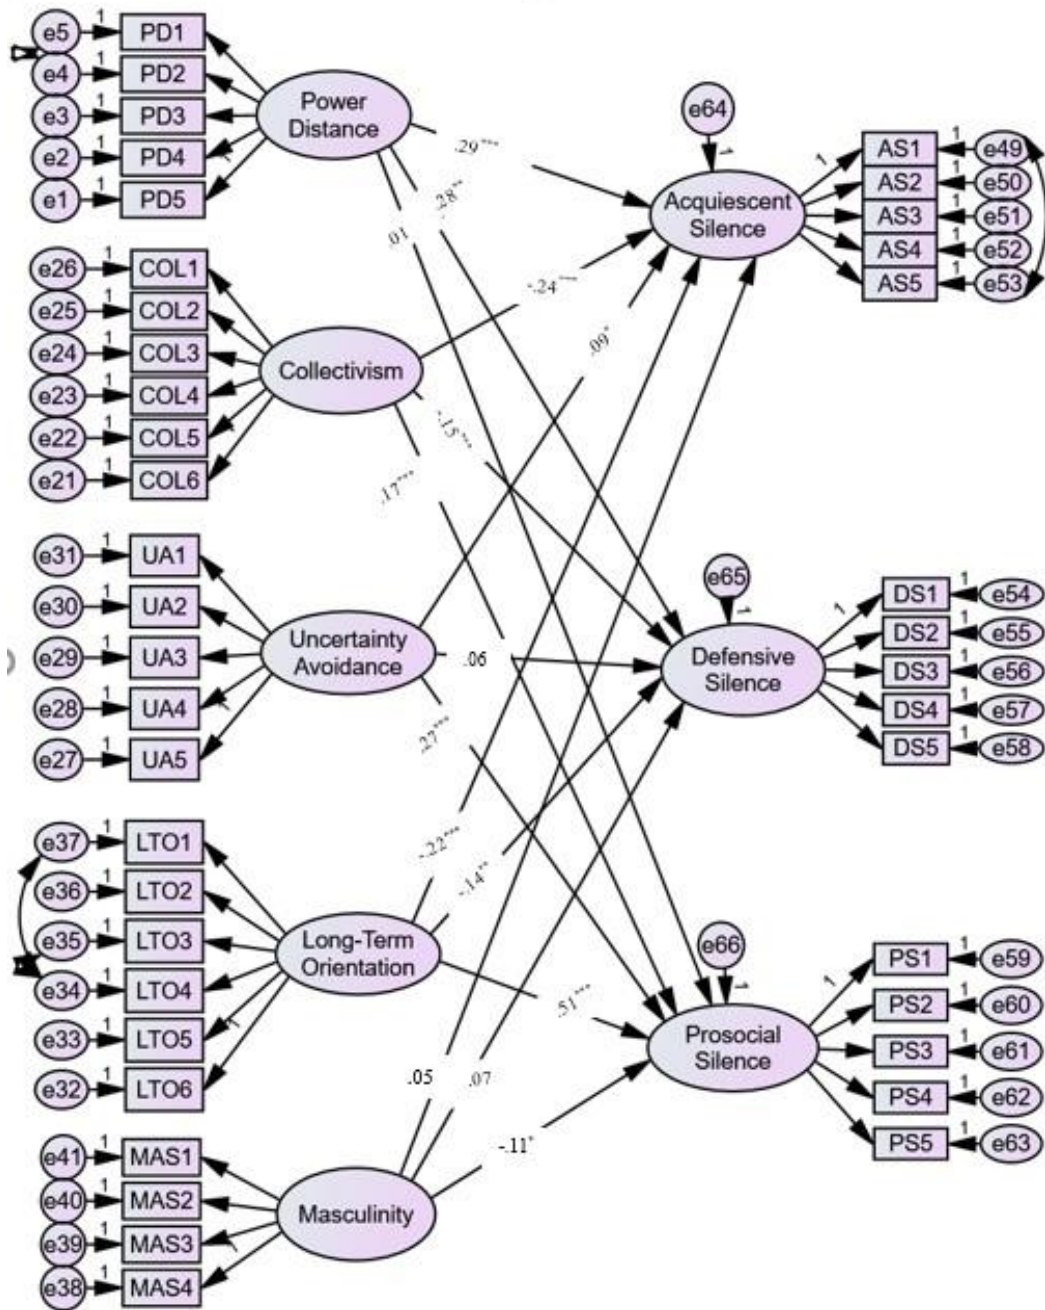 e5 1 PD1
e4 1 PD2
e3 1 PD3
e2 1 PD4
e1 1 PD5
Power
Distance
e26 1 COL1
e25 1 COL2
e24 1 COL3
e23 1 COL4
e22 1 COL5
e21 1 COL6
Collectivism
e31 1 UA1
e30 1 UA2
e29 1 UA3
e28 1 UA4
e27 1 UA5
Uncertainty
Avoidance
e37 1 LTO1
e36 1 LTO2
e35 1 LTO3
e34 1 LTO4
e33 1 LTO5
e32 1 LTO6
Long-Term
Orientation
e41 1 MAS1
e40 1 MAS2
e39 1 MAS3
e38 1 MAS4
Masculinity
.29***
.28**
.01
-.24***
-.15***
.17***
.09*
.06
.27***
-.22***
-.14**
.51***
.05
.07
-.11*
e64
1
Acquiescent
Silence
1
AS1 1 e49
AS2 1 e50
AS3 1 e51
AS4 1 e52
AS5 1 e53
e65
1
Defensive
Silence
1
DS1 1 e54
DS2 1 e55
DS3 1 e56
DS4 1 e57
DS5 1 e58
e66
1
Prosocial
Silence
1
PS1 1 e59
PS2 1 e60
PS3 1 e61
PS4 1 e62
PS5 1 e63